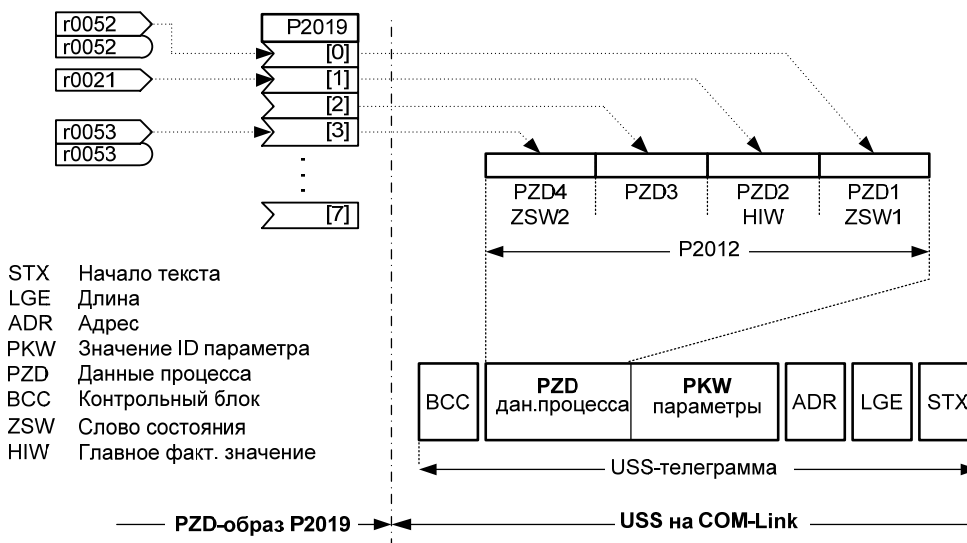 r0052
r0052
r0021
r0053
r0053
P2019
[0]
[1]
[2]
[3]
[7]
PZD4 PZD3 PZD2 PZD1
ZSW2 HIW ZSW1
P2012
STX Начало текста
LGE Длина
ADR Адрес
PKW Значение ID параметра
PZD Данные процесса
BCC Контрольный блок
ZSW Слово состояния
HIW Главное факт. значение
BCC PZD дан.процесса PKW параметры ADR LGE STX
USS-телеграмма
PZD-образ P2019
USS на COM-Link